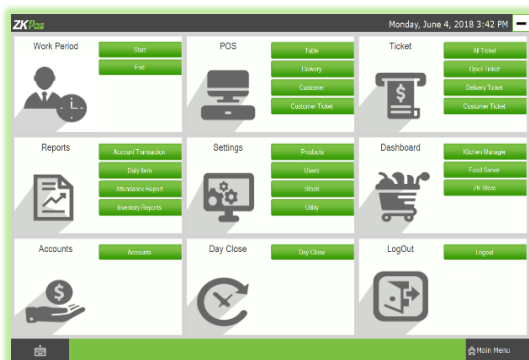 ZKPos
Monday, June 4, 2018 3:42 PM
Work Period
Start
End
POS
Table
Delivery
Customer
Customer Ticket
Ticket
All Ticket
Open Ticket
Delivery Ticket
Customer Ticket
Reports
Account Transaction
Daily Item
Attendance Report
Inventory Reports
Settings
Products
Users
Stock
Utility
Dashboard
Kitchen Manager
Food Server
ZK Store
Accounts
Accounts
Day Close
Day Close
LogOut
Logout
Main Menu